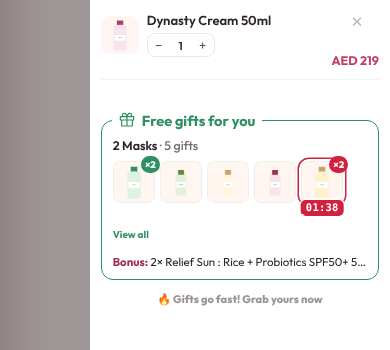 Dynasty Cream 50ml
×
− 1 +
AED 219
Free gifts for you
2 Masks · 5 gifts
×2
×2
01:38
View all
Bonus: 2× Relief Sun : Rice + Probiotics SPF50+ 5...
🔥 Gifts go fast! Grab yours now